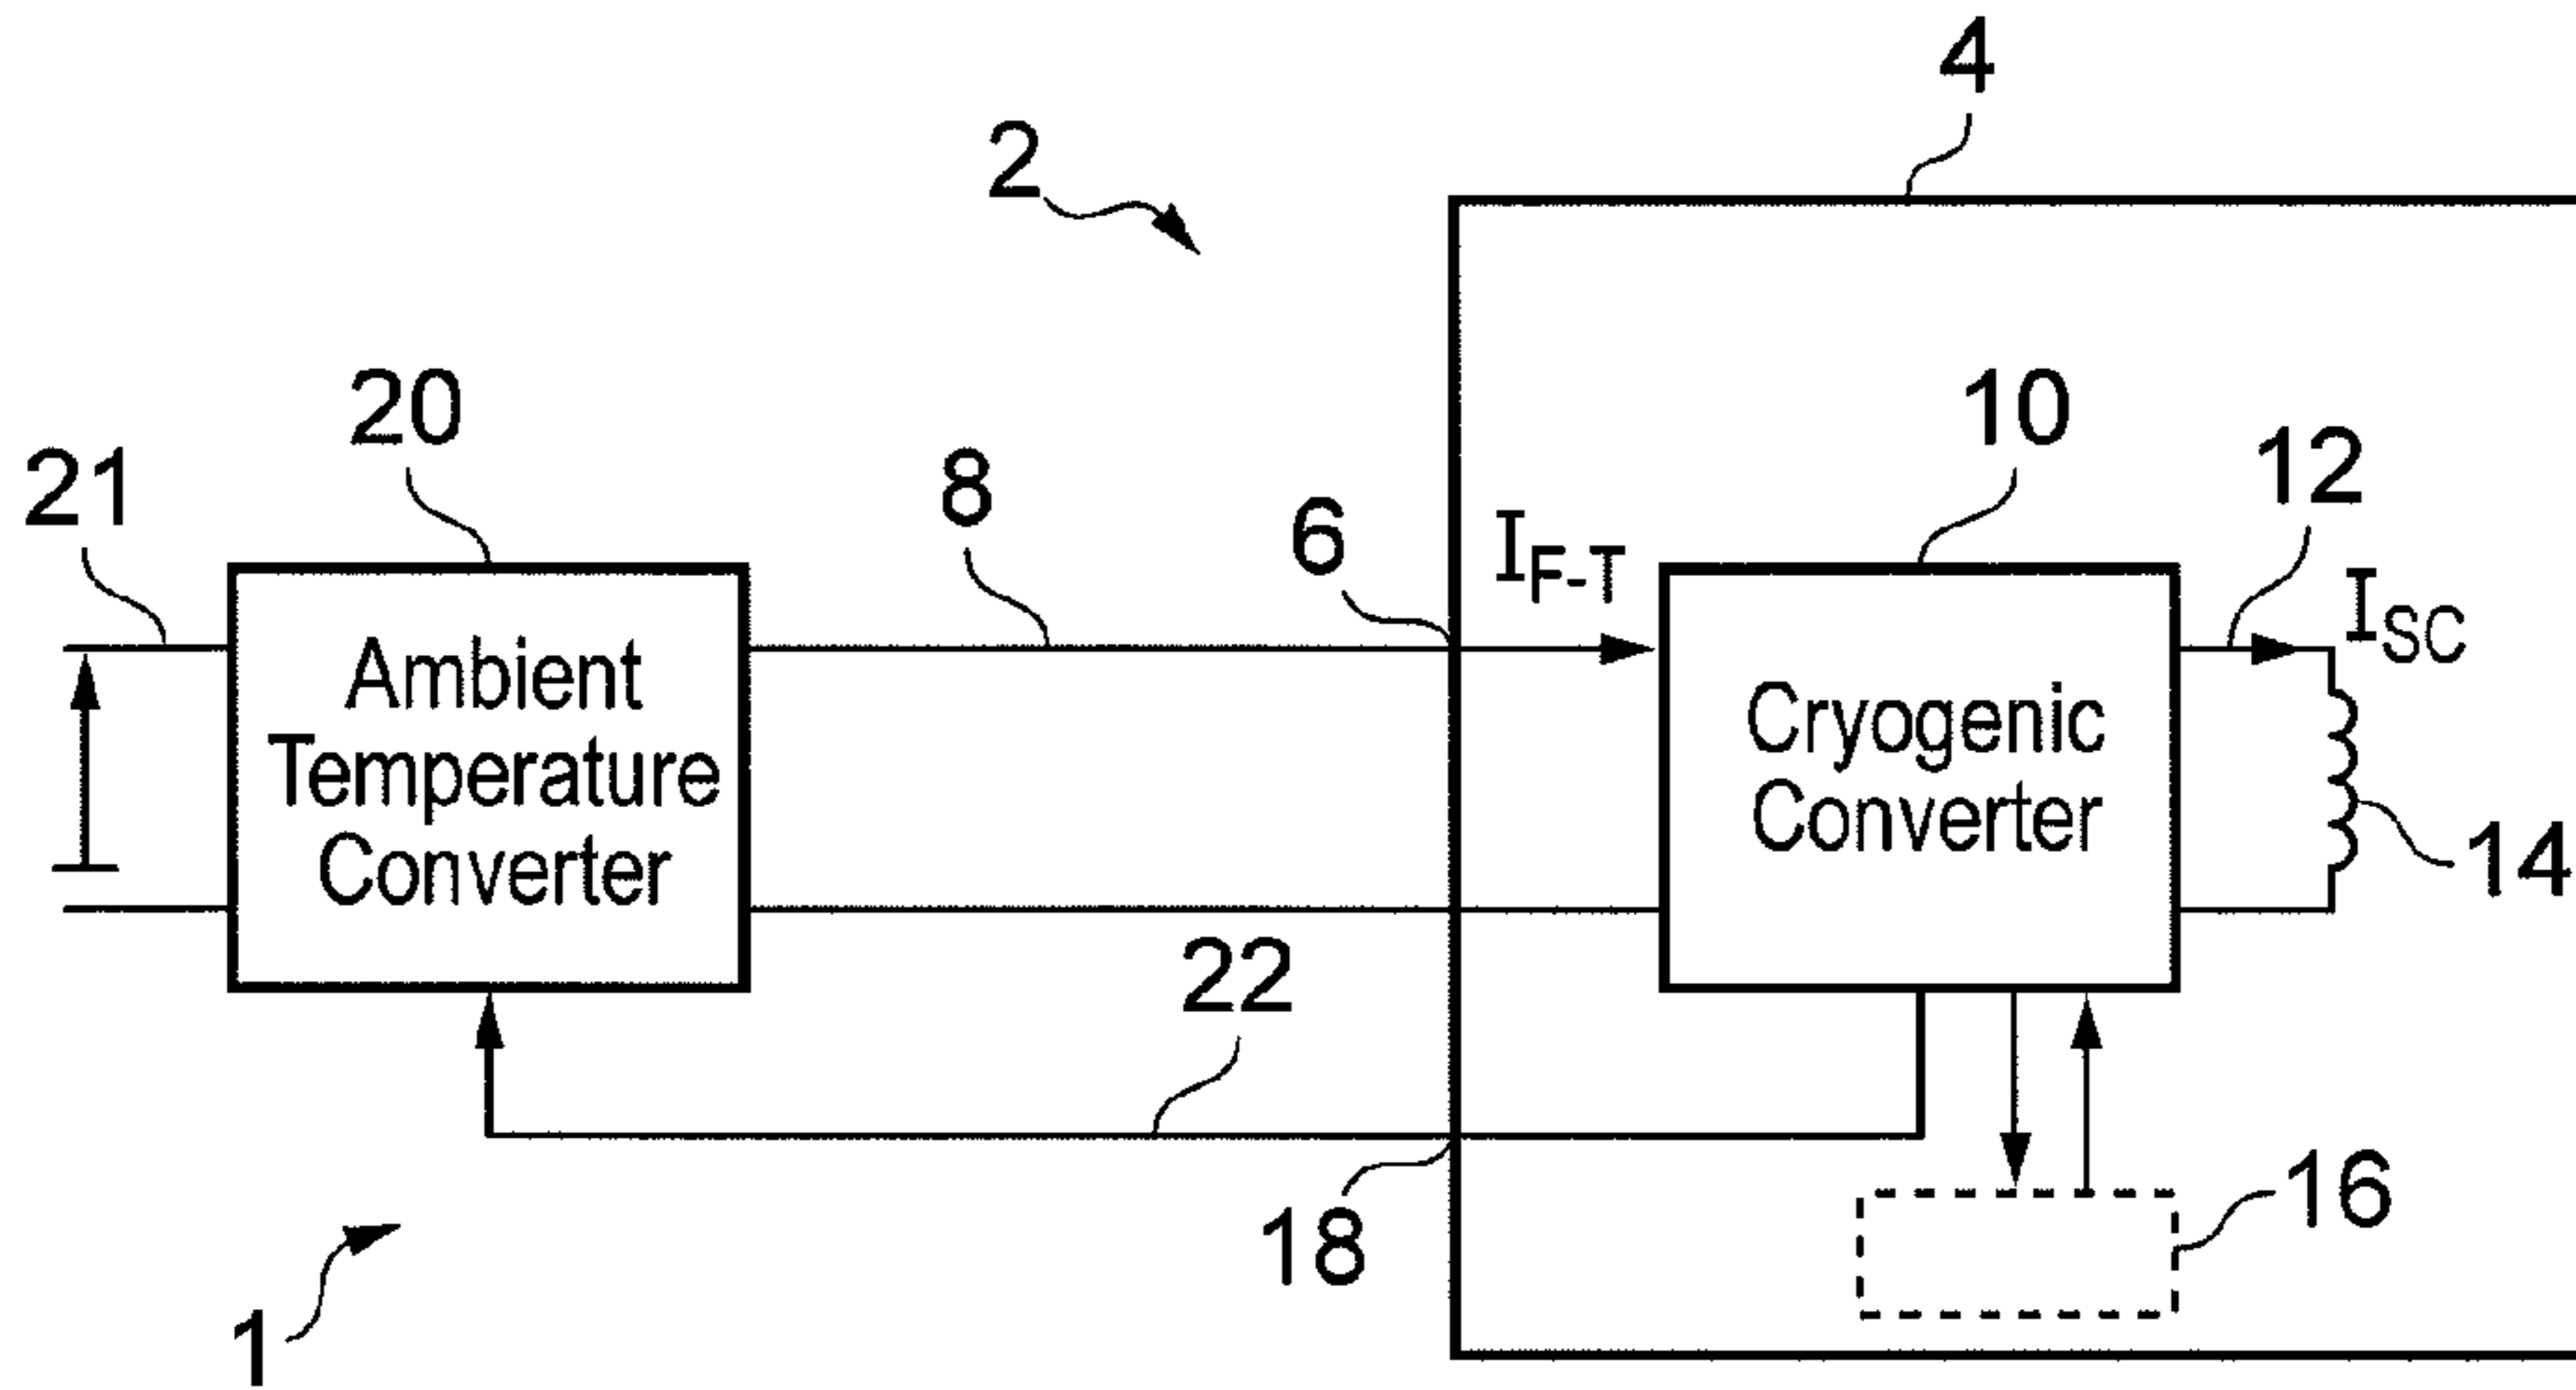 4
2
20
10
12
21
8
6
I_F-T
I_SC
Ambient
Temperature
Converter
Cryogenic
Converter
14
22
16
18
1